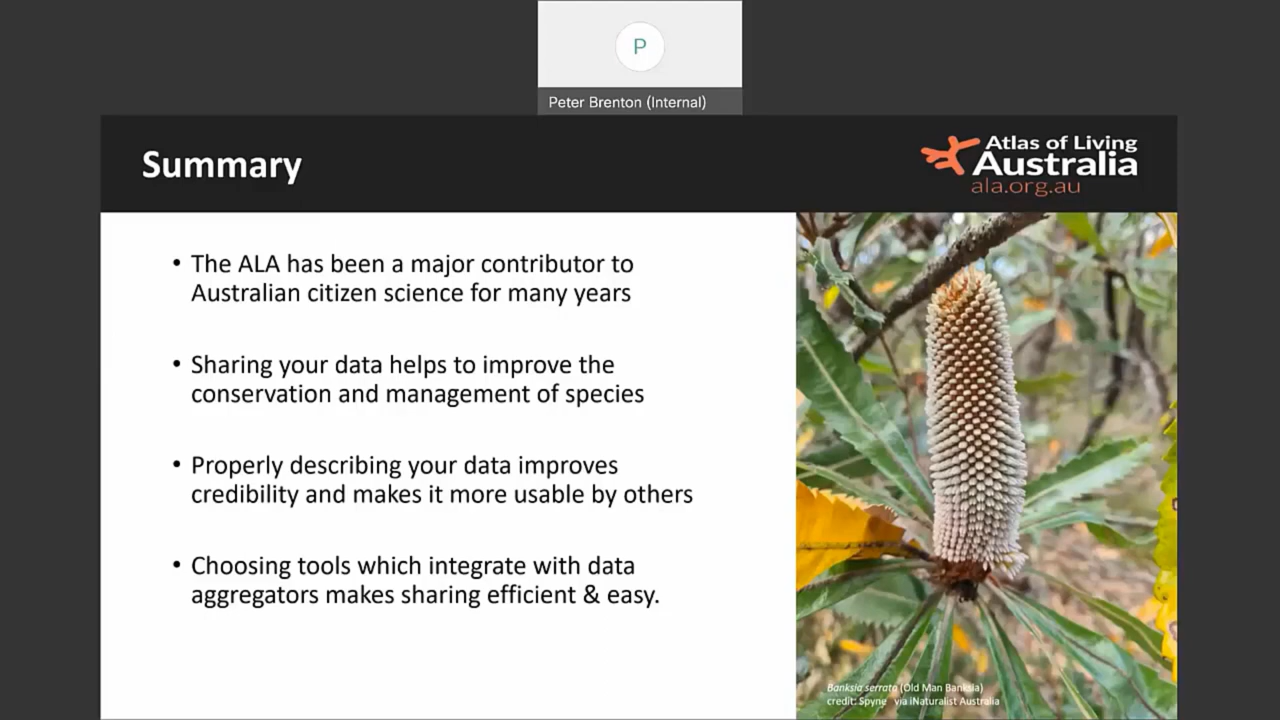 P
Peter Brenton (Internal)
Summary
Atlas of Living
Australia
ala.org.au
• The ALA has been a major contributor to
Australian citizen science for many years
• Sharing your data helps to improve the
conservation and management of species
• Properly describing your data improves
credibility and makes it more usable by others
• Choosing tools which integrate with data
aggregators makes sharing efficient & easy.
Banksia serrata (Old Man Banksia)
credit: Spyne via iNaturalist Australia